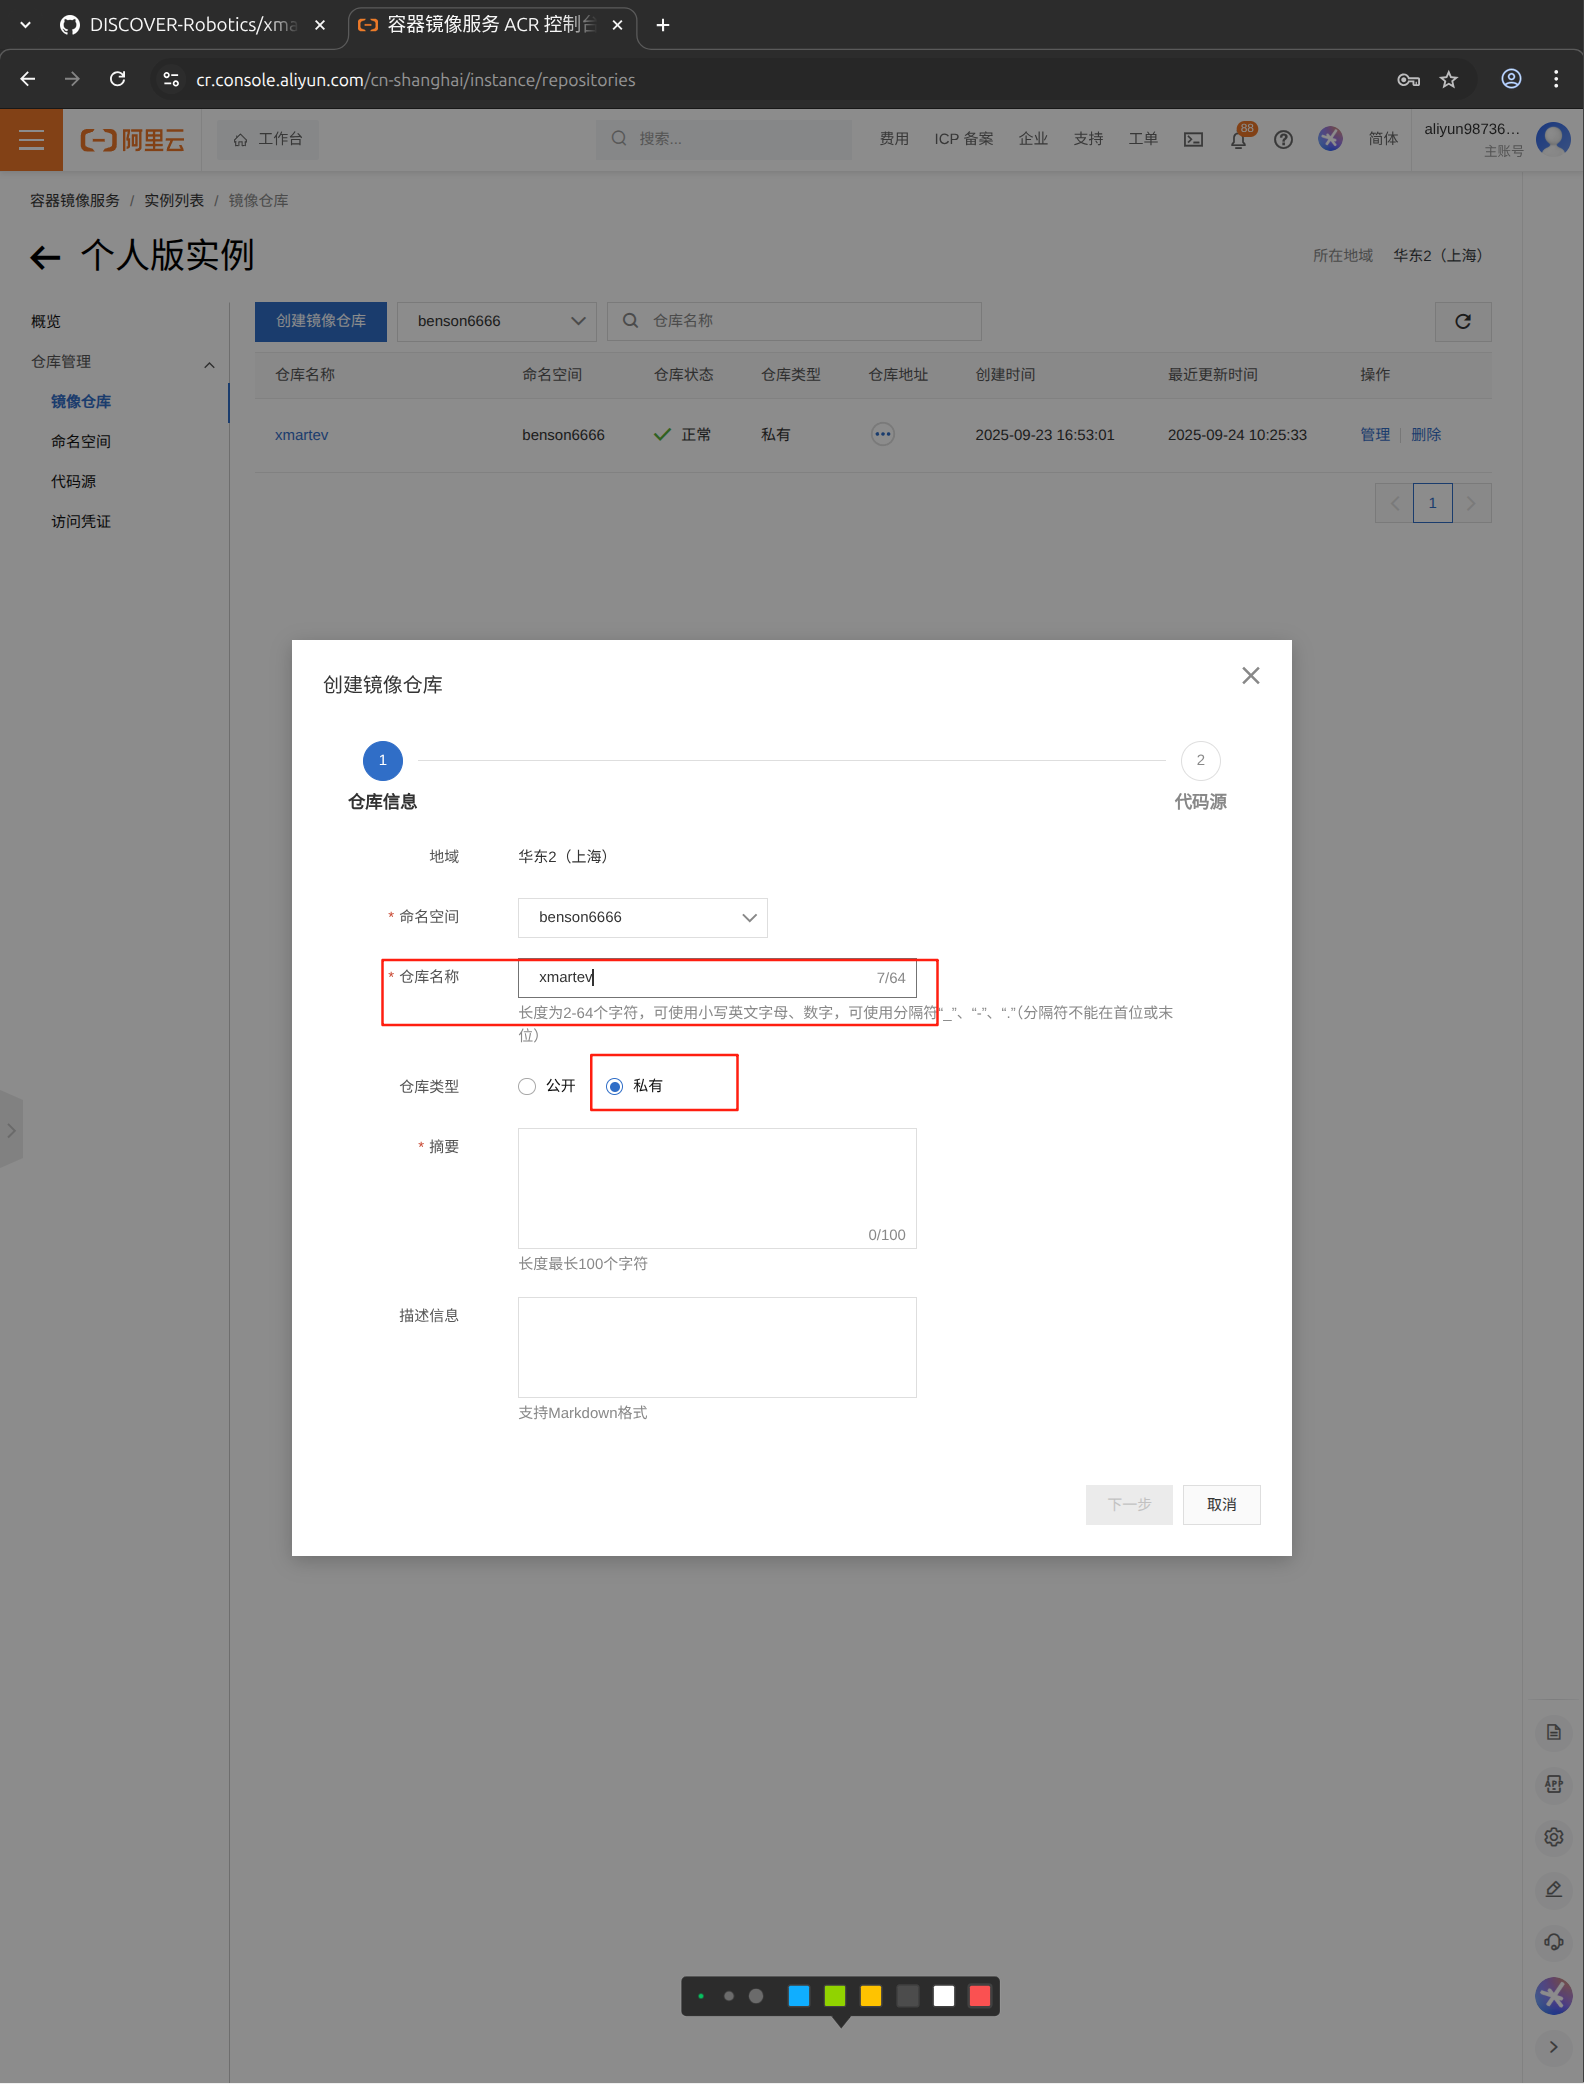 DISCOVER-Robotics/xma
容器镜像服务 ACR 控制台
cr.console.aliyun.com/cn-shanghai/instance/repositories
阿里云
工作台
搜索...
费用
ICP 备案
企业
支持
工单
88
简体
aliyun98736...
主账号
容器镜像服务 / 实例列表 / 镜像仓库
个人版实例
所在地域 华东2（上海）
概览
仓库管理
镜像仓库
命名空间
代码源
访问凭证
创建镜像仓库
benson6666
仓库名称
仓库名称 命名空间 仓库状态 仓库类型 仓库地址 创建时间 最近更新时间 操作
xmartev benson6666 正常 私有 2025-09-23 16:53:01 2025-09-24 10:25:33 管理 删除
1
创建镜像仓库
1
仓库信息
2
代码源
地域 华东2（上海）
* 命名空间 benson6666
* 仓库名称 xmartev 7/64
长度为2-64个字符，可使用小写英文字母、数字，可使用分隔符“_”、“-”、“.”（分隔符不能在首位或末
位）
仓库类型 公开 私有
* 摘要
0/100
长度最长100个字符
描述信息
支持Markdown格式
下一步 取消
APP